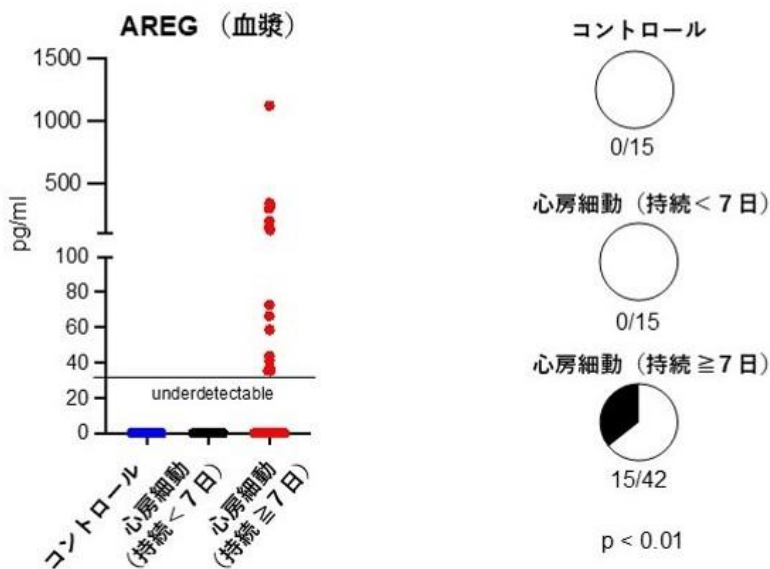 AREG （血漿）
1500
1000
500
100
80
60
40
20
0
pg/ml
underdetectable
コントロール
心房細動
(持続＜７日）
心房細動
(持続≧7日）
コントロール
0/15
心房細動（持続＜７日）
0/15
心房細動（持続≧7日）
15/42
p < 0.01